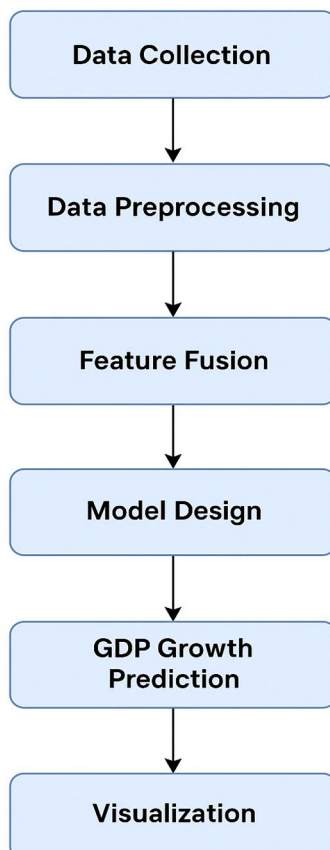 Data Collection
Data Preprocessing
Feature Fusion
Model Design
GDP Growth
Prediction
Visualization